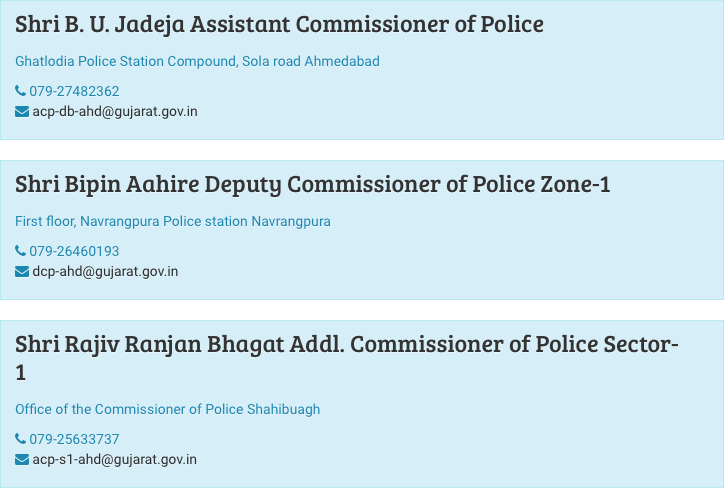 Shri B. U. Jadeja Assistant Commissioner of Police
Ghatlodia Police Station Compound, Sola road Ahmedabad
079-27482362
acp-db-ahd@gujarat.gov.in
Shri Bipin Aahire Deputy Commissioner of Police Zone-1
First floor, Navrangpura Police station Navrangpura
079-26460193
dcp-ahd@gujarat.gov.in
Shri Rajiv Ranjan Bhagat Addl. Commissioner of Police Sector-
1
Office of the Commissioner of Police Shahibuagh
079-25633737
acp-s1-ahd@gujarat.gov.in